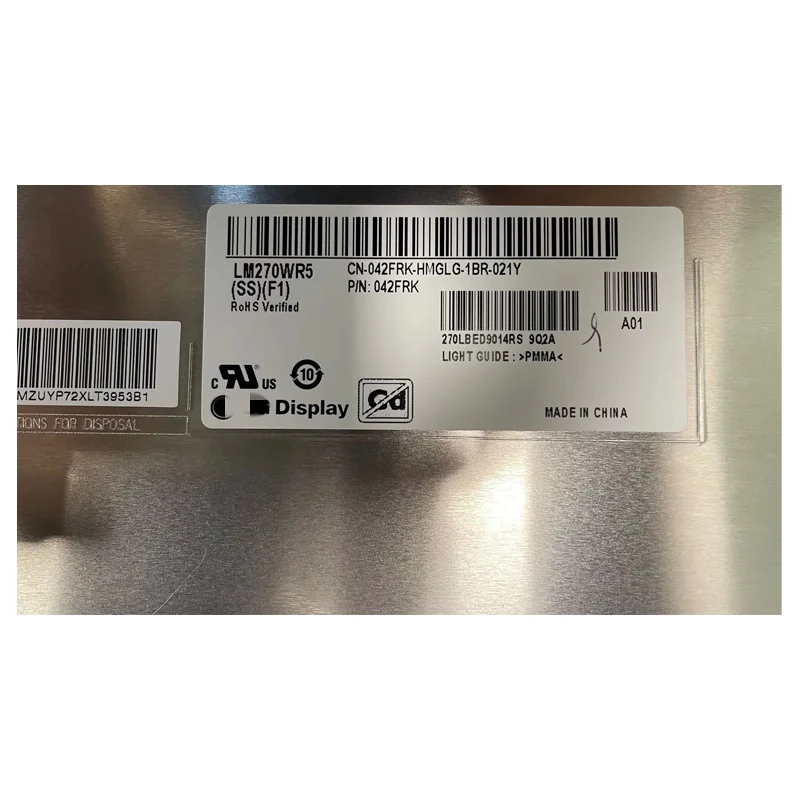 LM270WR5
(SS)(F1)
RoHS Verified
CN-042FRK-HMGLG-1BR-021Y
P/N: 042FRK
270LBED9014RS 9Q2A
LIGHT GUIDE : >PMMA<
A01
c UR US
10
Display
Cd
MADE IN CHINA
MZUYP72XLT3953B1
TIONS FOR DISPOSAL